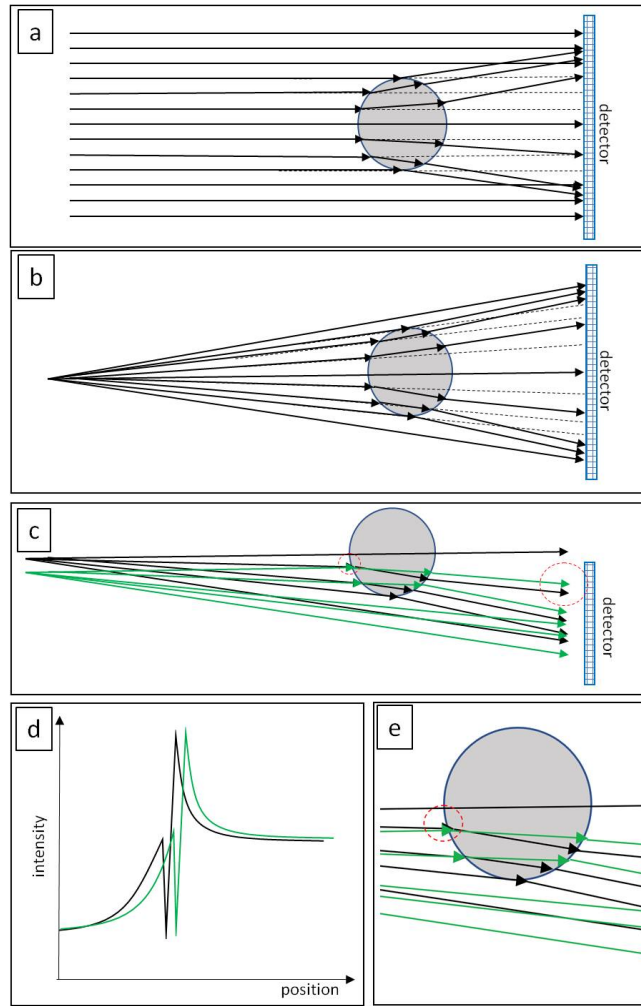 a
detector
b
detector
c
detector
d
intensity
position
e